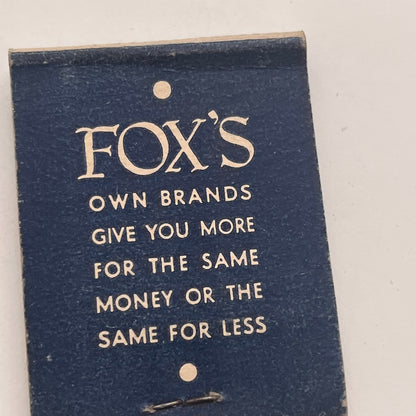 FOX'S
OWN BRANDS
GIVE YOU MORE
FOR THE SAME
MONEY OR THE
SAME FOR LESS